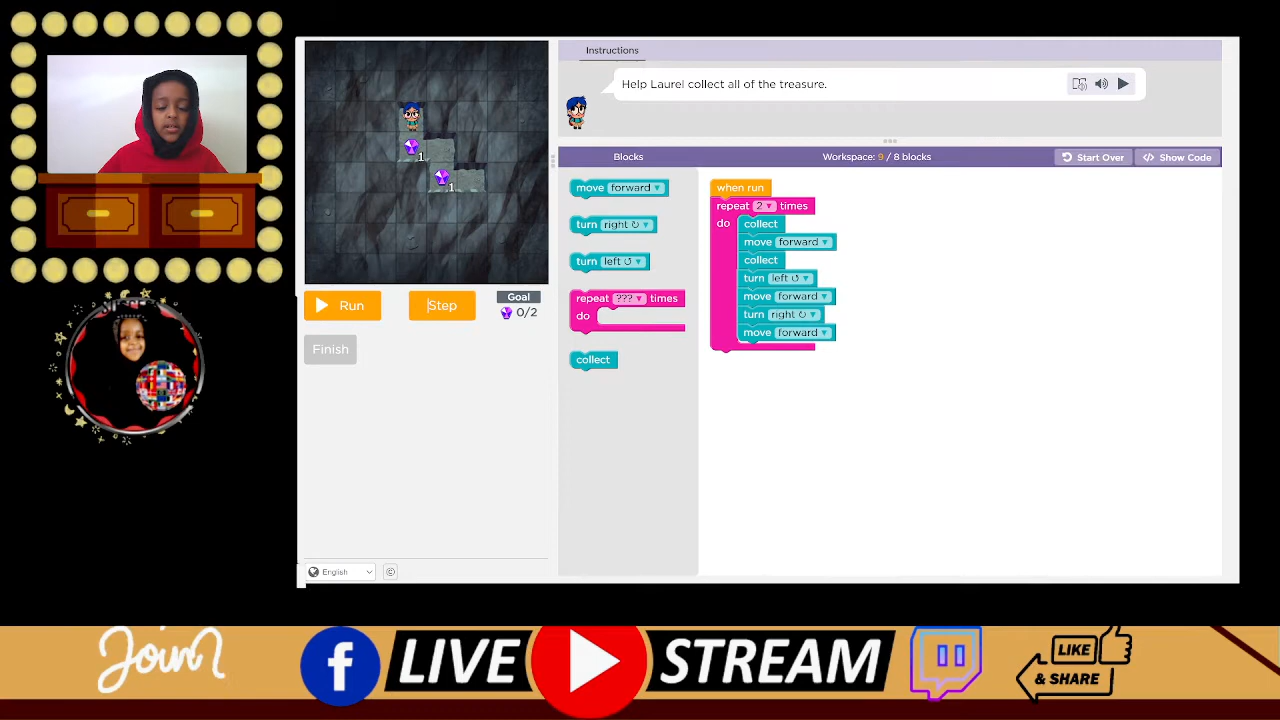 Instructions
Help Laurel collect all of the treasure.
Blocks
Workspace: 9 / 8 blocks
Start Over
</> Show Code
move forward
turn right ↻
turn left ↺
repeat ??? times
do
collect
when run
repeat 2 times
do
collect
move forward
collect
turn left ↺
move forward
turn right ↻
move forward
1
1
Run
Step
Goal
0/2
Finish
English
©
Join
f
LIVE
STREAM
LIKE
& SHARE